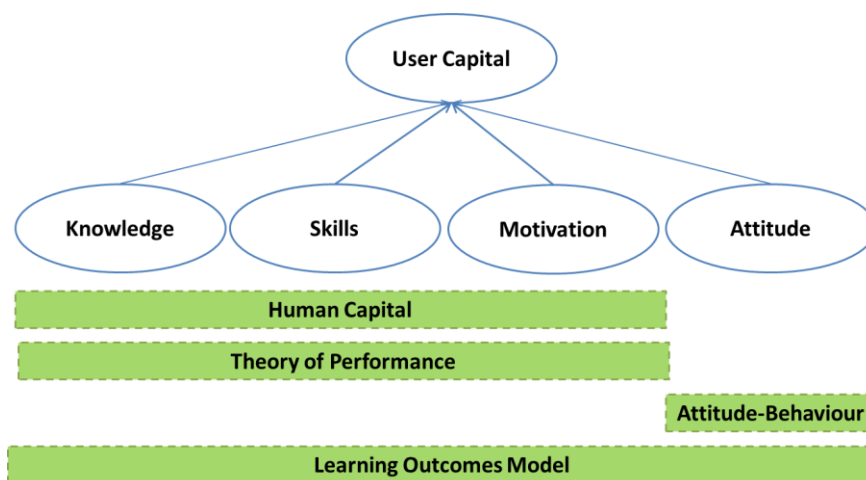 User Capital
Knowledge
Skills
Motivation
Attitude
Human Capital
Theory of Performance
Attitude-Behaviour
Learning Outcomes Model